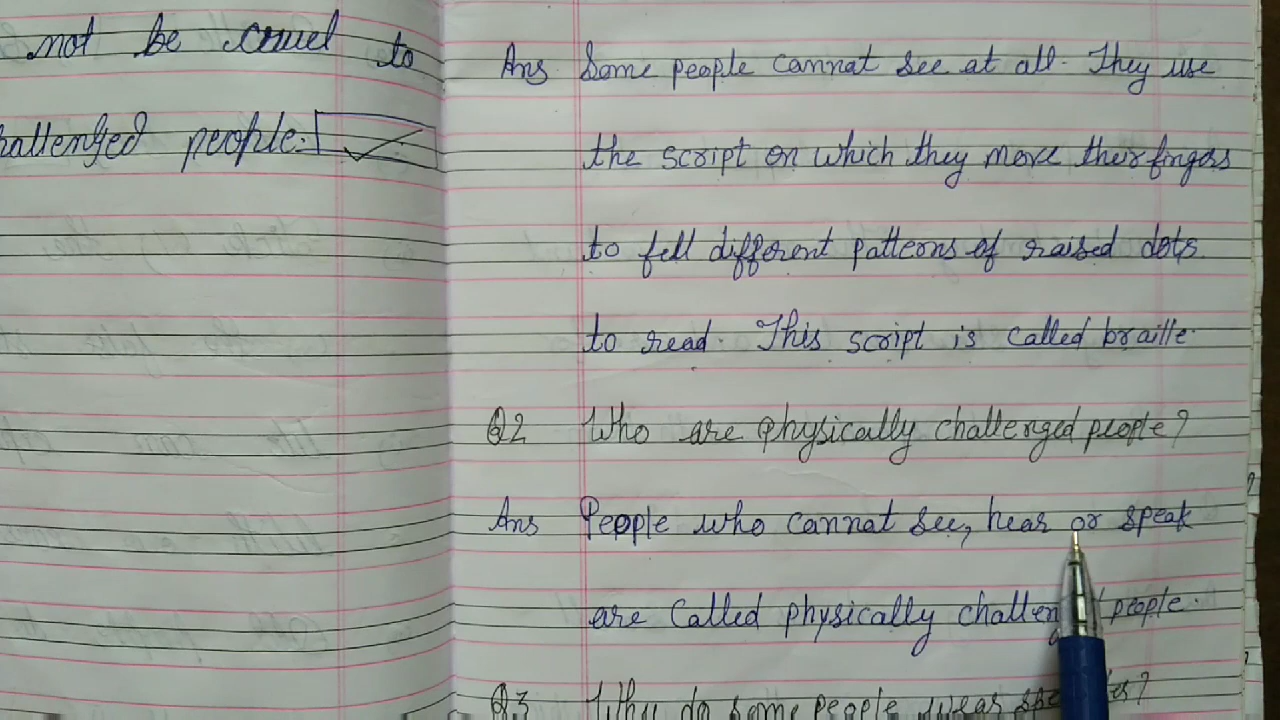 not be cruel to
hallenged people.
Ans Some people cannat see at all. They use
the script on which they move their fingers
to fell different patterns of raised dots
to read. This script is called braille.
Q2 Who are physically challenged people?
Ans People who cannat see, hear or speak
are Called physically challen people.
Q3 Why do some people wear